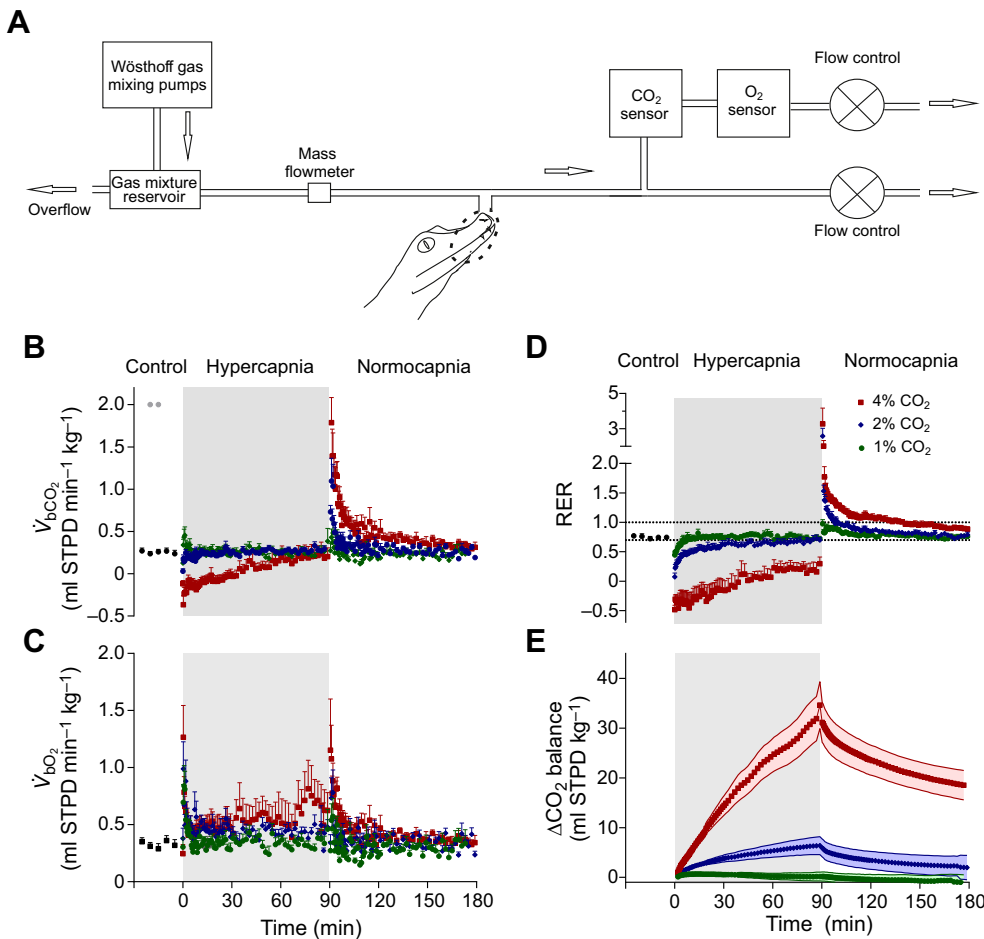 A
Wösthoff gas
mixing pumps
Gas mixture
reservoir
Overflow
Mass
flowmeter
CO₂
sensor
O₂
sensor
Flow control
Flow control
B
Control
Hypercapnia
Normocapnia
2.0
1.5
1.0
0.5
0
–0.5
V̇bCO₂
(ml STPD min⁻¹ kg⁻¹)
C
2.0
1.5
1.0
0.5
0
V̇bO₂
(ml STPD min⁻¹ kg⁻¹)
0 30 60 90 120 150 180
Time (min)
D
Control
Hypercapnia
Normocapnia
5
3
2.0
1.5
1.0
0.5
0
–0.5
RER
4% CO₂
2% CO₂
1% CO₂
E
40
30
20
10
0
ΔCO₂ balance
(ml STPD kg⁻¹)
0 30 60 90 120 150 180
Time (min)